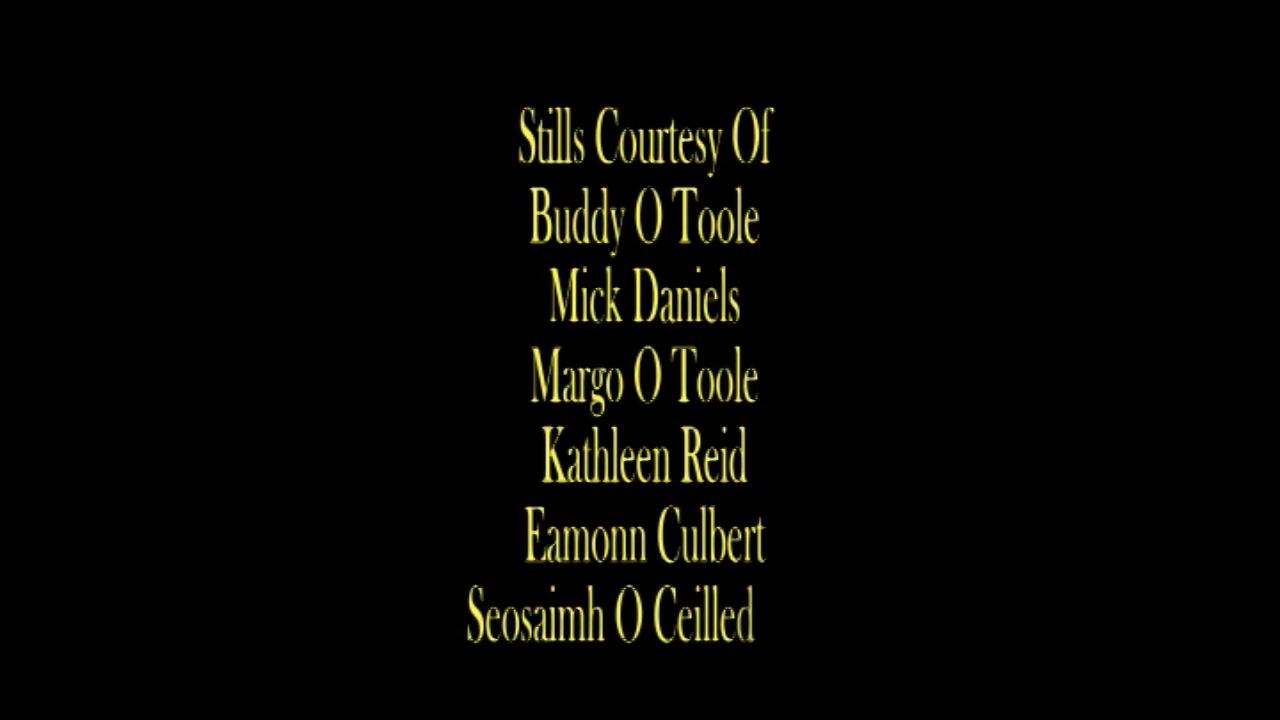 Stills Courtesy Of
Buddy O Toole
Mick Daniels
Margo O Toole
Kathleen Reid
Eamonn Culbert
Seosaimh O Ceilled